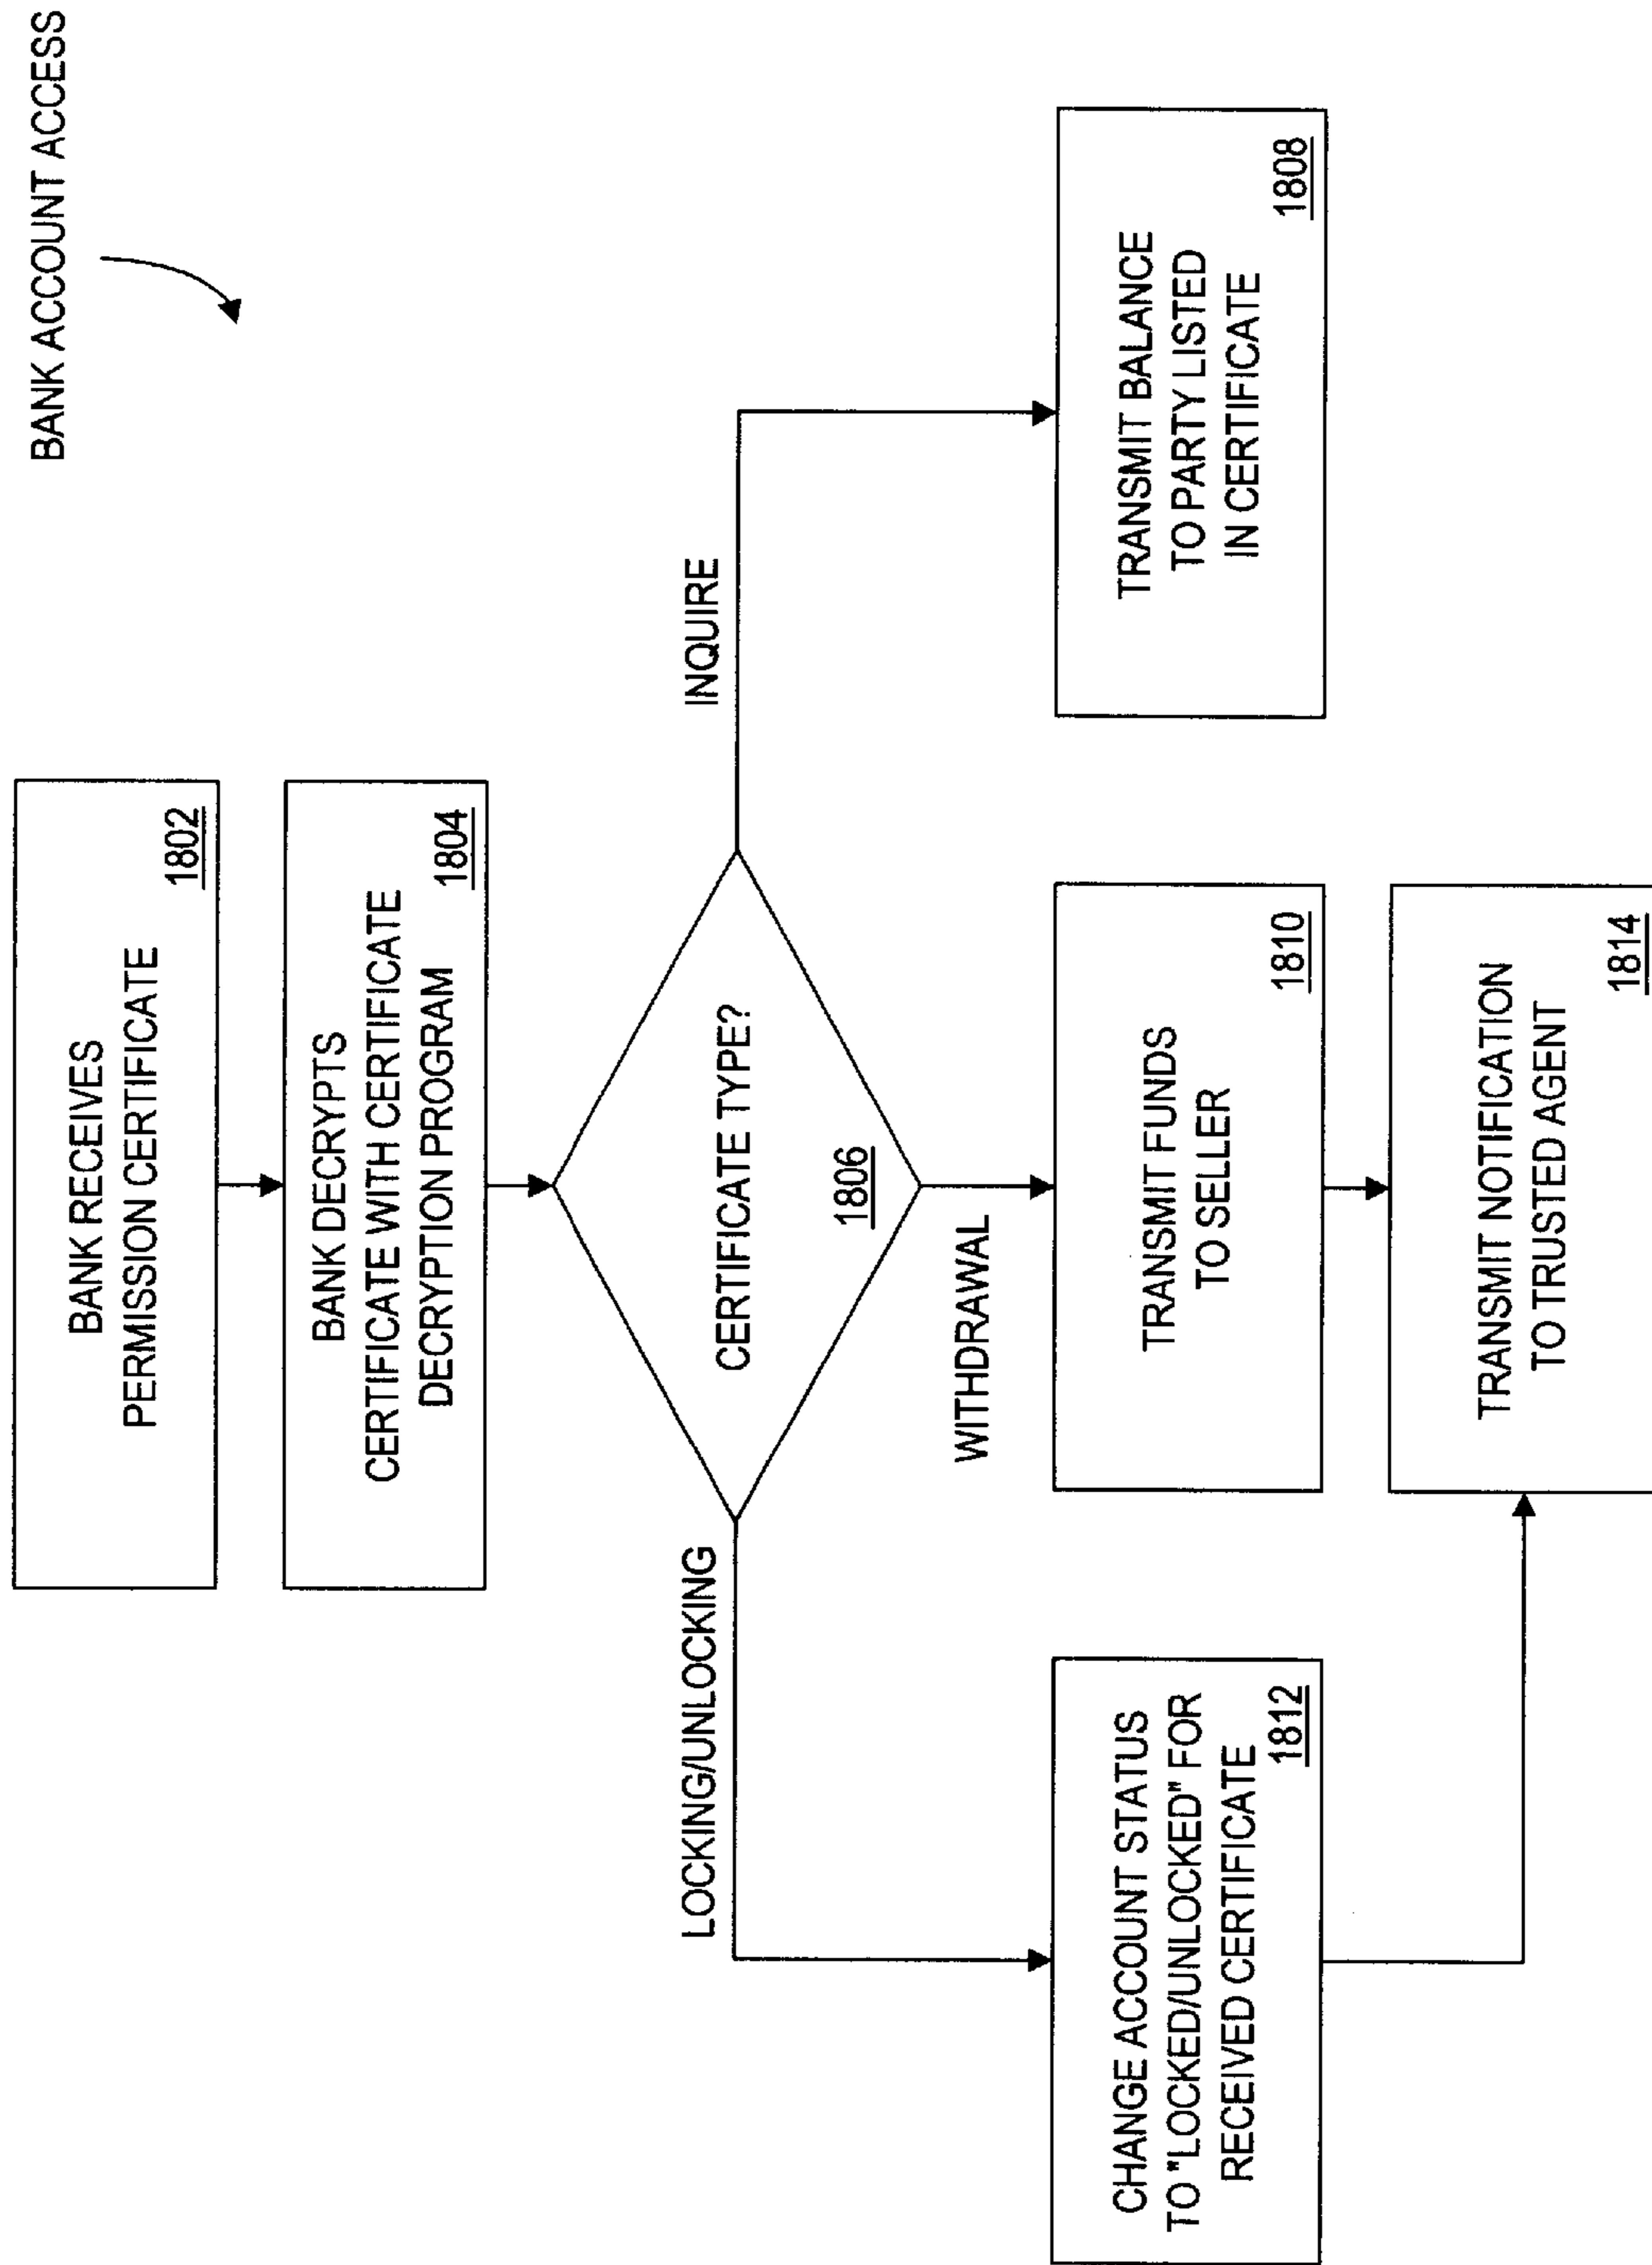 BANK ACCOUNT ACCESS
BANK RECEIVES
PERMISSION CERTIFICATE
1802
BANK DECRYPTS
CERTIFICATE WITH CERTIFICATE
DECRYPTION PROGRAM
1804
CERTIFICATE TYPE?
1806
LOCKING/UNLOCKING
WITHDRAWAL
INQUIRE
CHANGE ACCOUNT STATUS
TO "LOCKED/UNLOCKED" FOR
RECEIVED CERTIFICATE
1812
TRANSMIT FUNDS
TO SELLER
1810
TRANSMIT BALANCE
TO PARTY LISTED
IN CERTIFICATE
1808
TRANSMIT NOTIFICATION
TO TRUSTED AGENT
1814